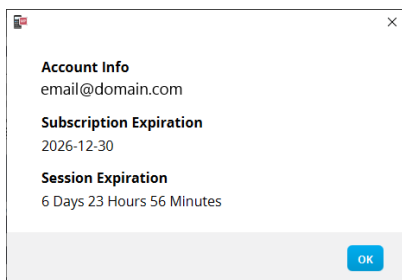 Account Info
email@domain.com
Subscription Expiration
2026-12-30
Session Expiration
6 Days 23 Hours 56 Minutes
OK